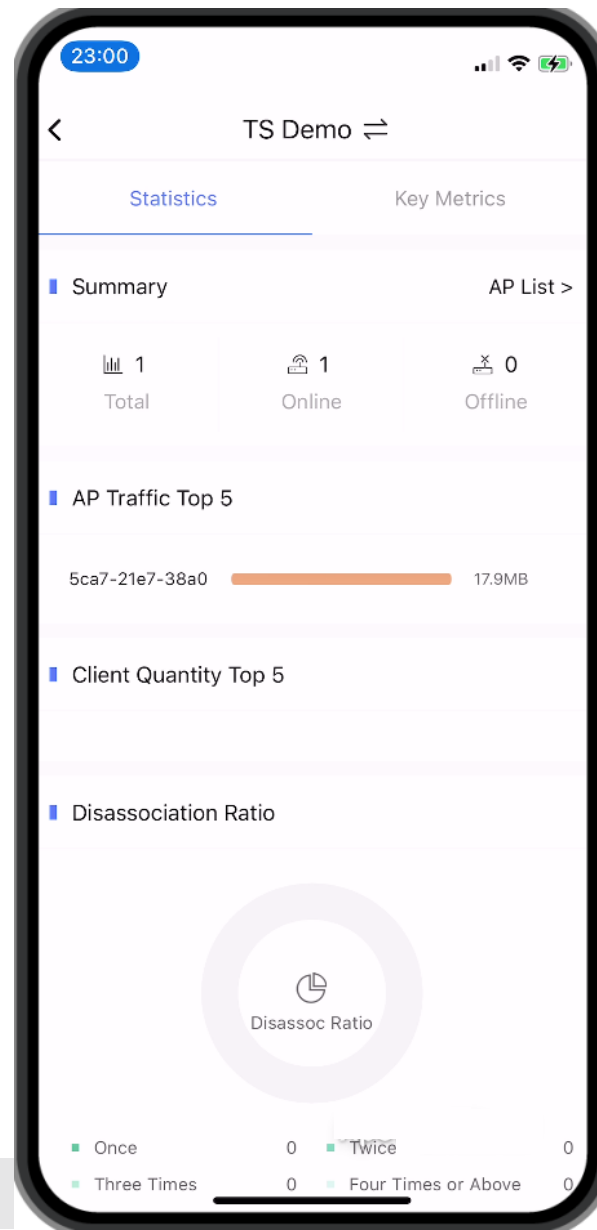 23:00
TS Demo
Statistics Key Metrics
Summary AP List >
1 1 0
Total Online Offline
AP Traffic Top 5
5ca7-21e7-38a0 17.9MB
Client Quantity Top 5
Disassociation Ratio
Disassoc Ratio
Once 0 Twice 0
Three Times 0 Four Times or Above 0